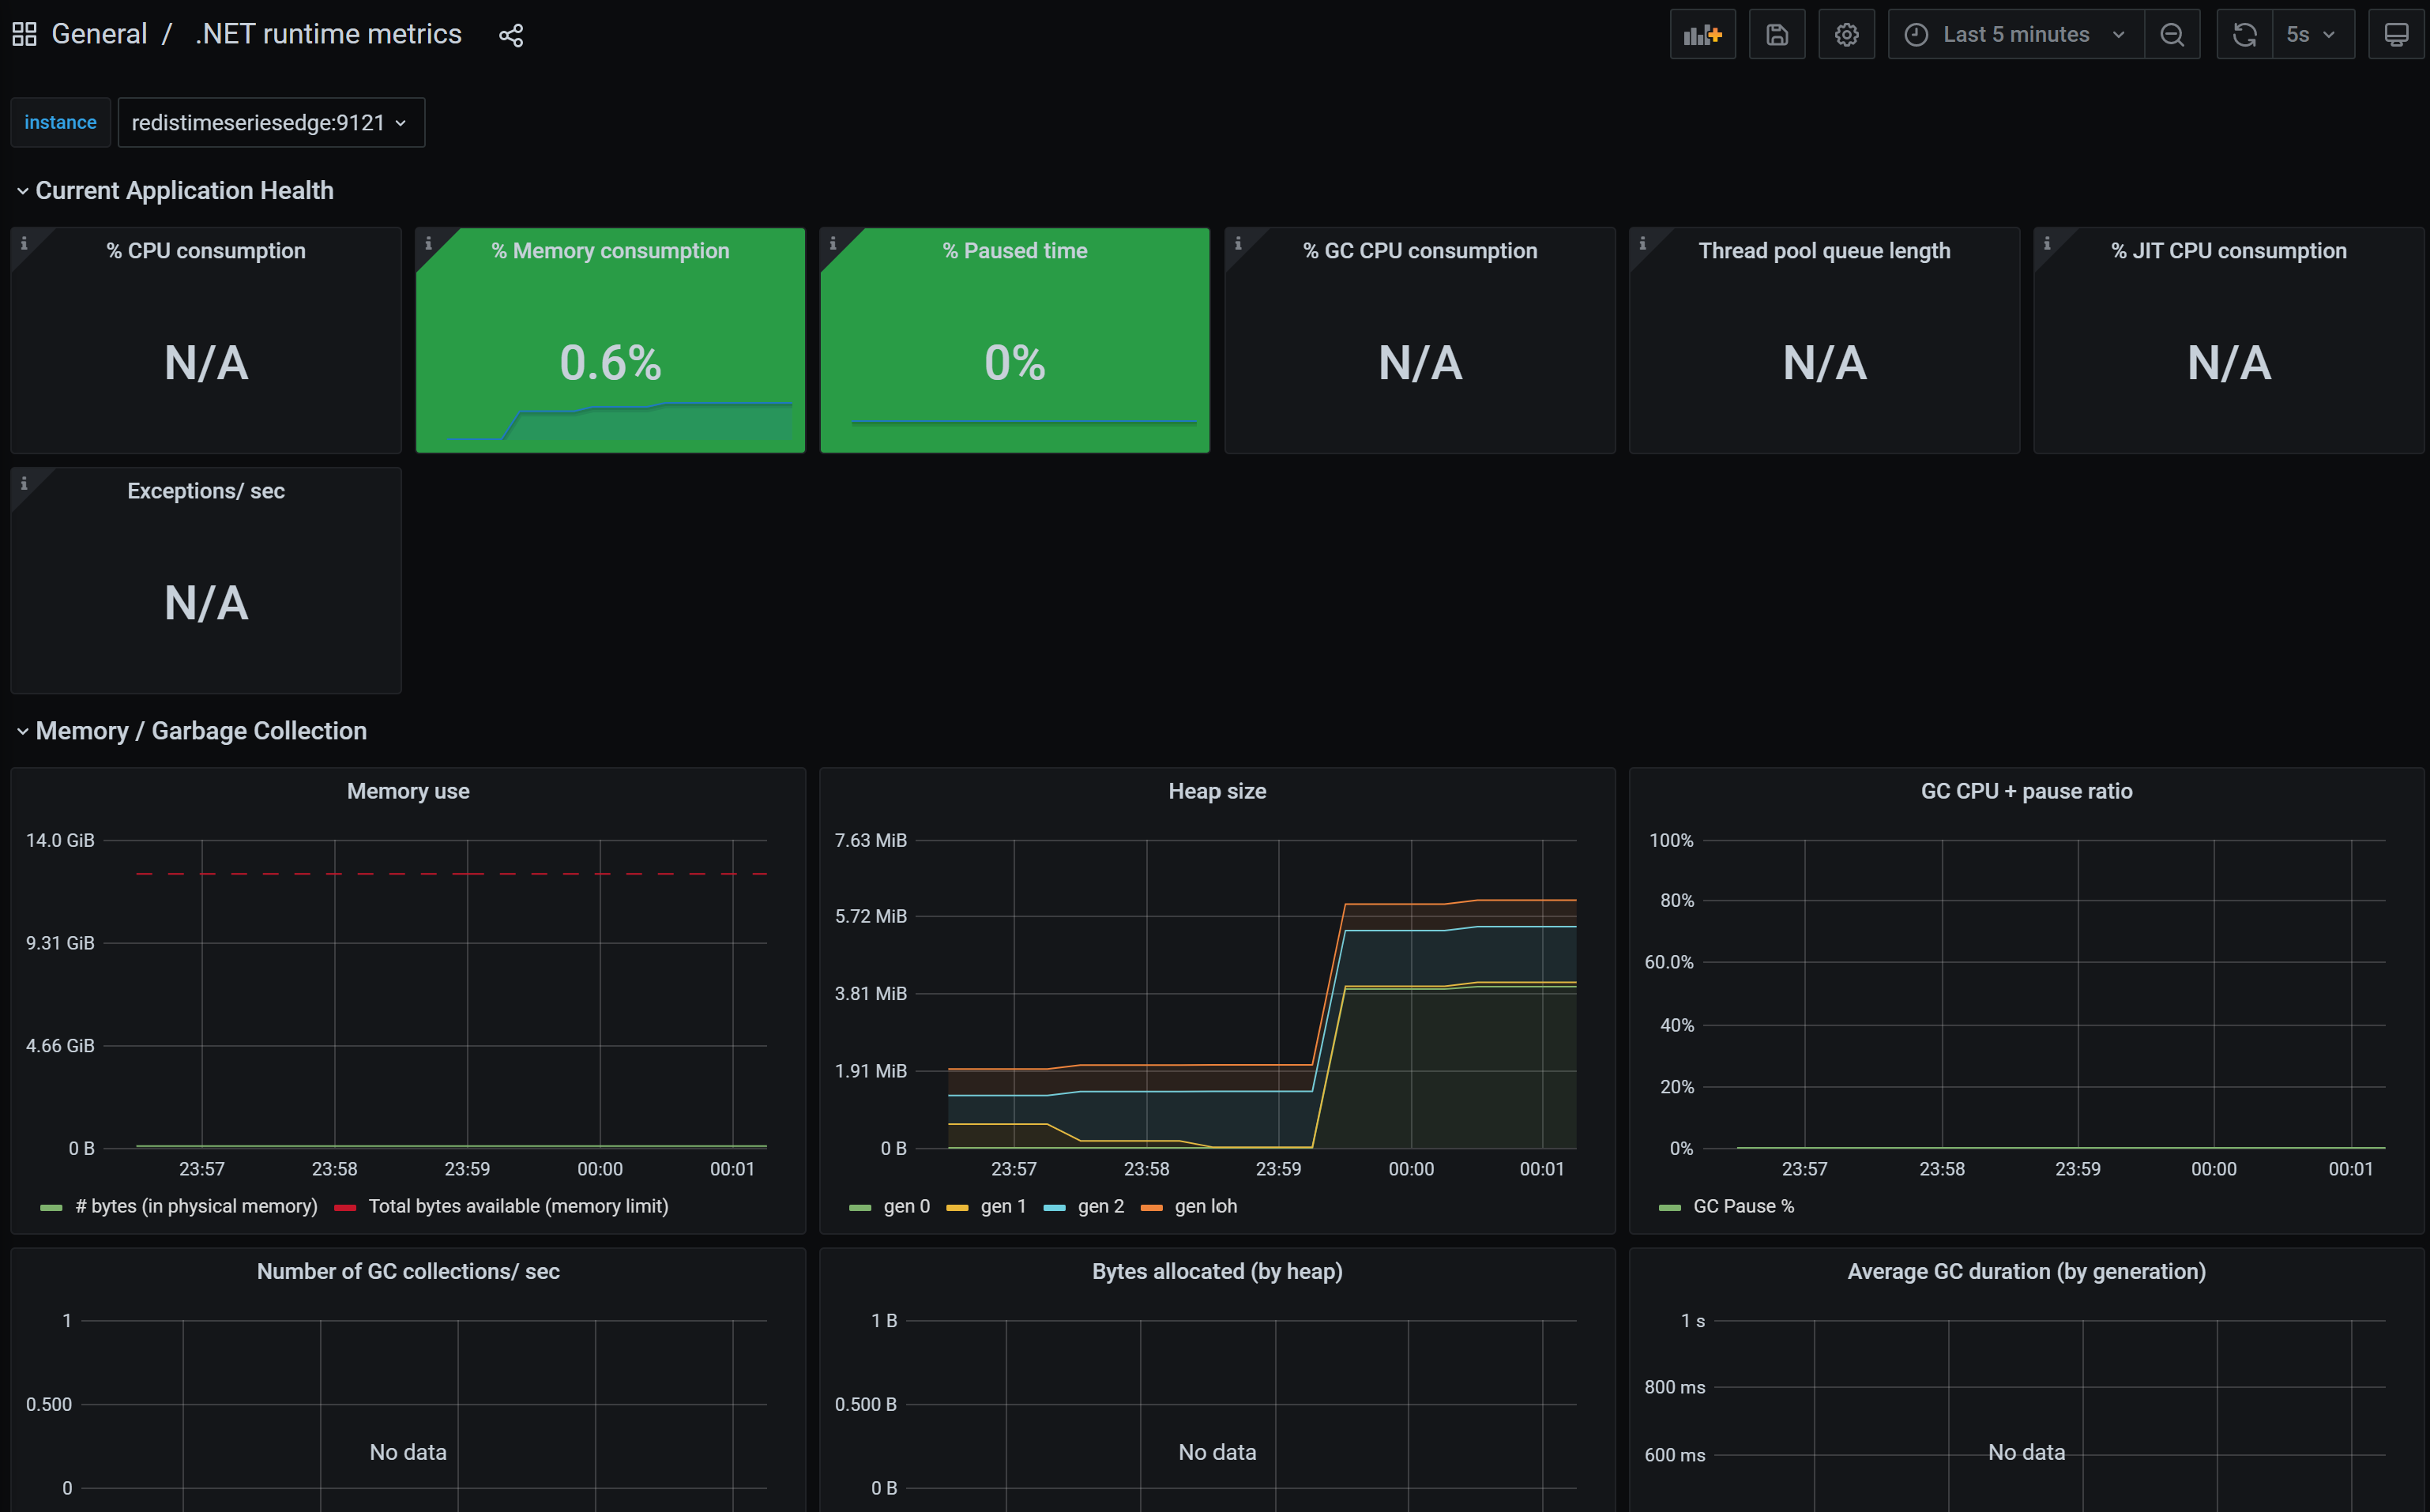 General / .NET runtime metrics
Last 5 minutes
5s
instance
redistimeseriesedge:9121
Current Application Health
% CPU consumption
N/A
% Memory consumption
0.6%
% Paused time
0%
% GC CPU consumption
N/A
Thread pool queue length
N/A
% JIT CPU consumption
N/A
Exceptions/ sec
N/A
Memory / Garbage Collection
Memory use
14.0 GiB
9.31 GiB
4.66 GiB
0 B
23:57 23:58 23:59 00:00 00:01
# bytes (in physical memory) Total bytes available (memory limit)
Heap size
7.63 MiB
5.72 MiB
3.81 MiB
1.91 MiB
0 B
23:57 23:58 23:59 00:00 00:01
gen 0 gen 1 gen 2 gen loh
GC CPU + pause ratio
100%
80%
60.0%
40%
20%
0%
23:57 23:58 23:59 00:00 00:01
GC Pause %
Number of GC collections/ sec
1
0.500
No data
0
Bytes allocated (by heap)
1 B
0.500 B
No data
0 B
Average GC duration (by generation)
1 s
800 ms
600 ms
No data